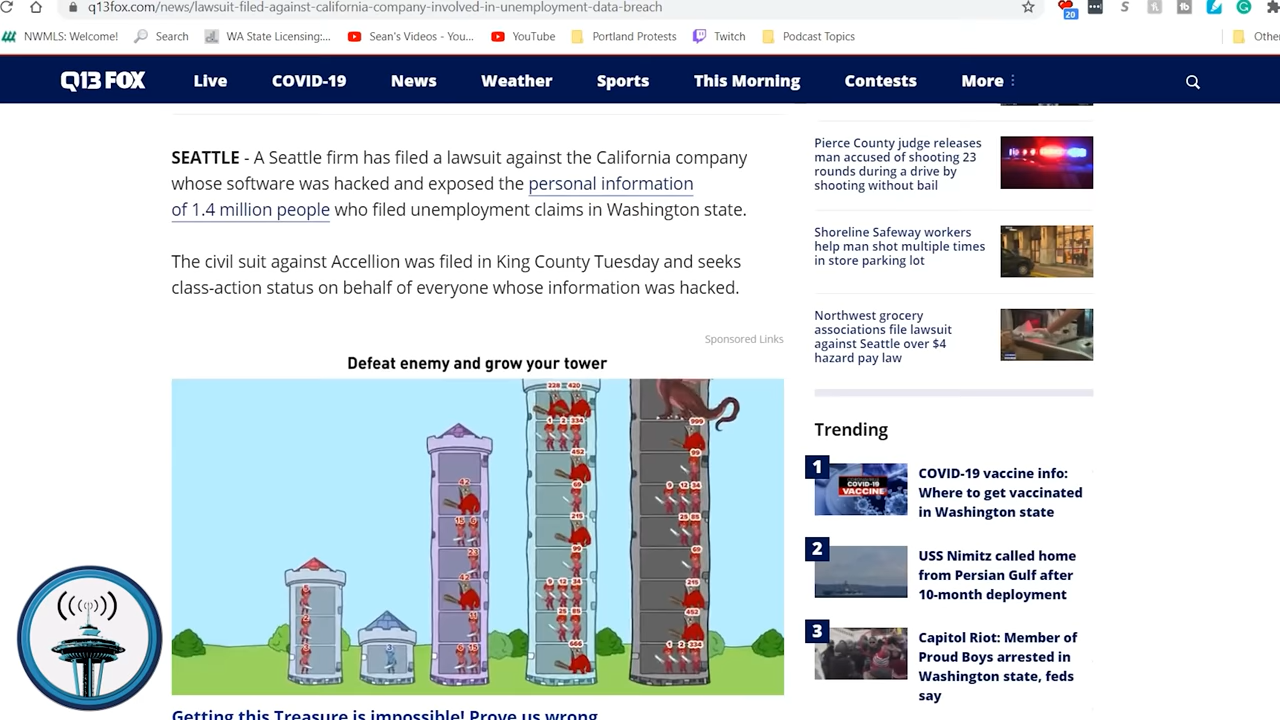 q13fox.com/news/lawsuit-filed-against-california-company-involved-in-unemployment-data-breach
20
NWMLS: Welcome!
Search
WA State Licensing:...
Sean's Videos - You...
YouTube
Portland Protests
Twitch
Podcast Topics
Other
Q13 FOX
Live
COVID-19
News
Weather
Sports
This Morning
Contests
More
SEATTLE - A Seattle firm has filed a lawsuit against the California company
whose software was hacked and exposed the personal information
of 1.4 million people who filed unemployment claims in Washington state.
The civil suit against Accellion was filed in King County Tuesday and seeks
class-action status on behalf of everyone whose information was hacked.
Sponsored Links
Defeat enemy and grow your tower
Getting this Treasure is impossible! Prove us wrong
Pierce County judge releases
man accused of shooting 23
rounds during a drive by
shooting without bail
Shoreline Safeway workers
help man shot multiple times
in store parking lot
Northwest grocery
associations file lawsuit
against Seattle over $4
hazard pay law
Trending
1
COVID-19 vaccine info:
Where to get vaccinated
in Washington state
COVID-19
VACCINE
2
USS Nimitz called home
from Persian Gulf after
10-month deployment
3
Capitol Riot: Member of
Proud Boys arrested in
Washington state, feds
say